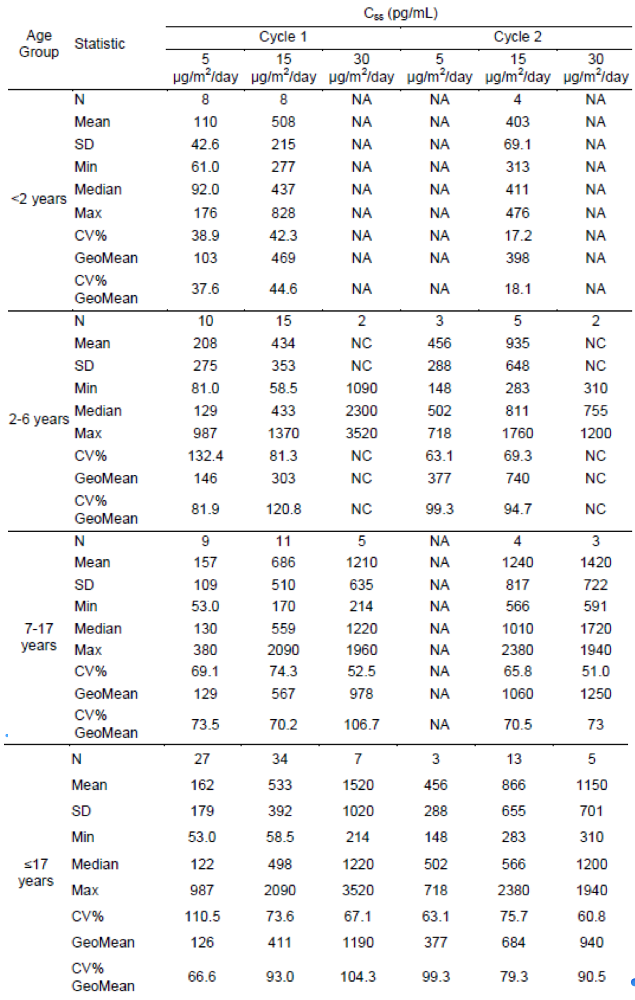 C_ss (pg/mL)
Age Group Statistic Cycle 1 Cycle 2
5 µg/m²/day 15 µg/m²/day 30 µg/m²/day 5 µg/m²/day 15 µg/m²/day 30 µg/m²/day
<2 years
N 8 8 NA NA 4 NA
Mean 110 508 NA NA 403 NA
SD 42.6 215 NA NA 69.1 NA
Min 61.0 277 NA NA 313 NA
Median 92.0 437 NA NA 411 NA
Max 176 828 NA NA 476 NA
CV% 38.9 42.3 NA NA 17.2 NA
GeoMean 103 469 NA NA 398 NA
CV% GeoMean 37.6 44.6 NA NA 18.1 NA
2-6 years
N 10 15 2 3 5 2
Mean 208 434 NC 456 935 NC
SD 275 353 NC 288 648 NC
Min 81.0 58.5 1090 148 283 310
Median 129 433 2300 502 811 755
Max 987 1370 3520 718 1760 1200
CV% 132.4 81.3 NC 63.1 69.3 NC
GeoMean 146 303 NC 377 740 NC
CV% GeoMean 81.9 120.8 NC 99.3 94.7 NC
7-17 years
N 9 11 5 NA 4 3
Mean 157 686 1210 NA 1240 1420
SD 109 510 635 NA 817 722
Min 53.0 170 214 NA 566 591
Median 130 559 1220 NA 1010 1720
Max 380 2090 1960 NA 2380 1940
CV% 69.1 74.3 52.5 NA 65.8 51.0
GeoMean 129 567 978 NA 1060 1250
CV% GeoMean 73.5 70.2 106.7 NA 70.5 73
≤17 years
N 27 34 7 3 13 5
Mean 162 533 1520 456 866 1150
SD 179 392 1020 288 655 701
Min 53.0 58.5 214 148 283 310
Median 122 498 1220 502 566 1200
Max 987 2090 3520 718 2380 1940
CV% 110.5 73.6 67.1 63.1 75.7 60.8
GeoMean 126 411 1190 377 684 940
CV% GeoMean 66.6 93.0 104.3 99.3 79.3 90.5